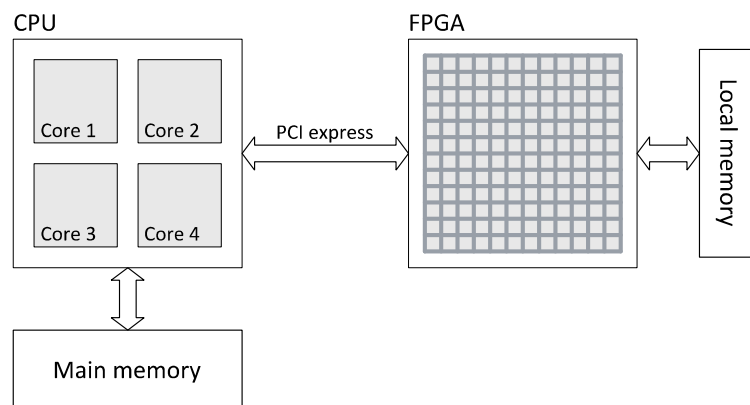 CPU
FPGA
Core 1
Core 2
Core 3
Core 4
PCI express
Local memory
Main memory